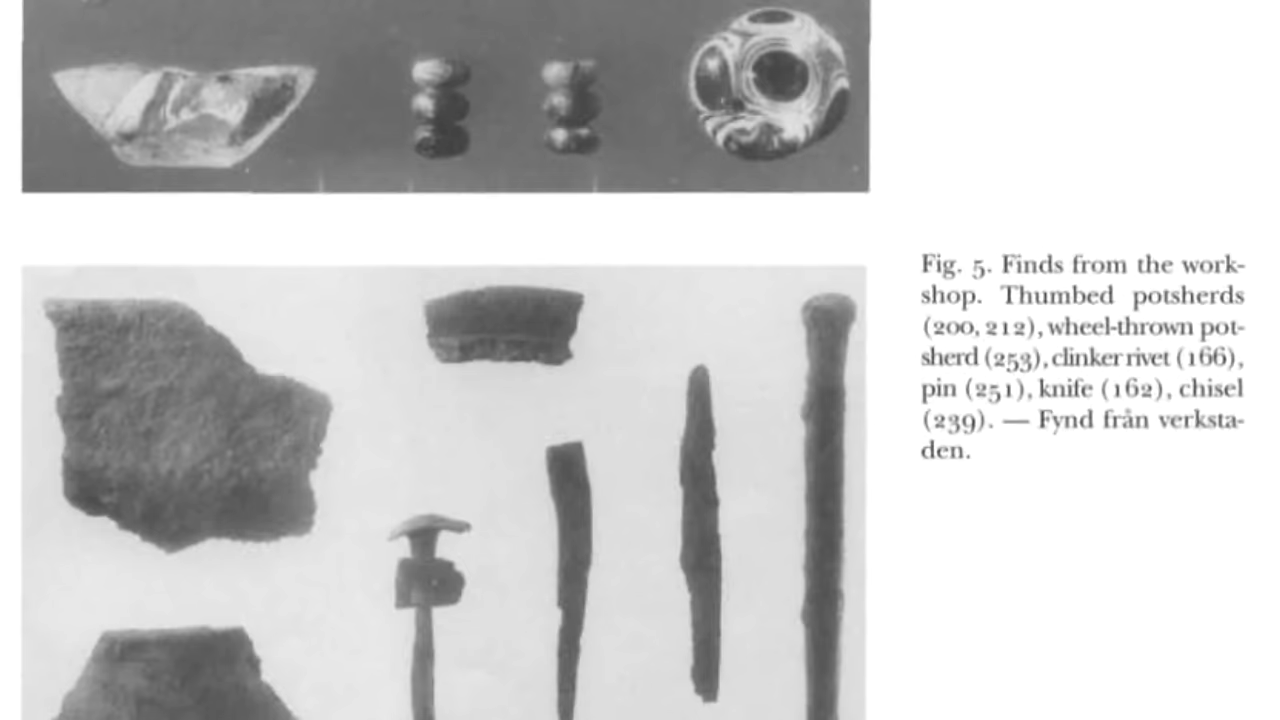 Fig. 5. Finds from the work-
shop. Thumbed potsherds
(200, 212), wheel-thrown pot-
sherd (253), clinker rivet (166),
pin (251), knife (162), chisel
(239). — Fynd från verksta-
den.